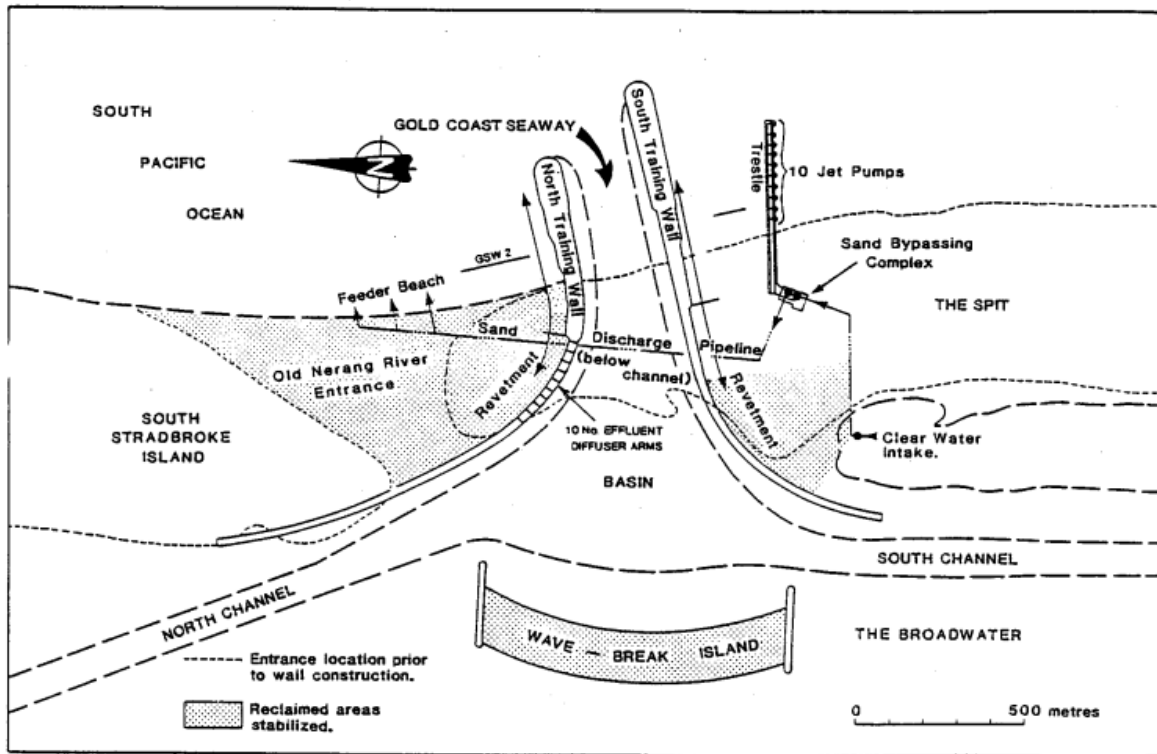 SOUTH
PACIFIC
OCEAN
N
GOLD COAST SEAWAY
North Training Wall
South Training Wall
Trestle
10 Jet Pumps
Sand Bypassing
Complex
THE SPIT
GSW 2
Feeder Beach
Sand Discharge Pipeline
(below
channel)
Old Nerang River
Entrance
Revetment
Revetment
10 No. EFFLUENT
DIFFUSER ARMS
SOUTH
STRADBROKE
ISLAND
Clear Water
Intake.
BASIN
SOUTH CHANNEL
NORTH CHANNEL
WAVE - BREAK ISLAND
THE BROADWATER
Entrance location prior
to wall construction.
Reclaimed areas
stabilized.
0 500 metres